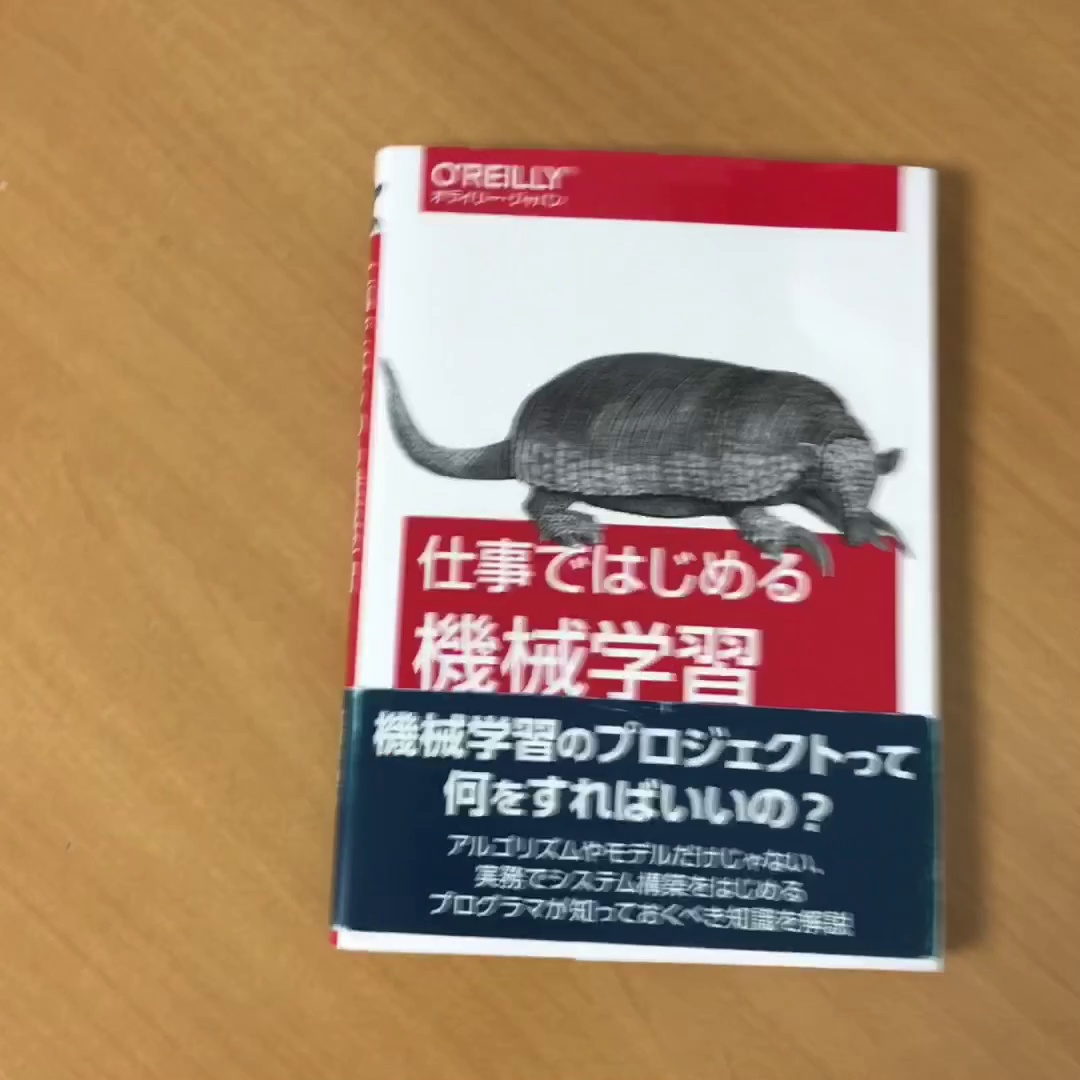 O'REILLY
オライリー・ジャパン
仕事ではじめる
機械学習
機械学習のプロジェクトって
何をすればいいの？
アルゴリズムやモデルだけじゃない、
実務でシステム構築をはじめる
プログラマが知っておくべき知識を解説!